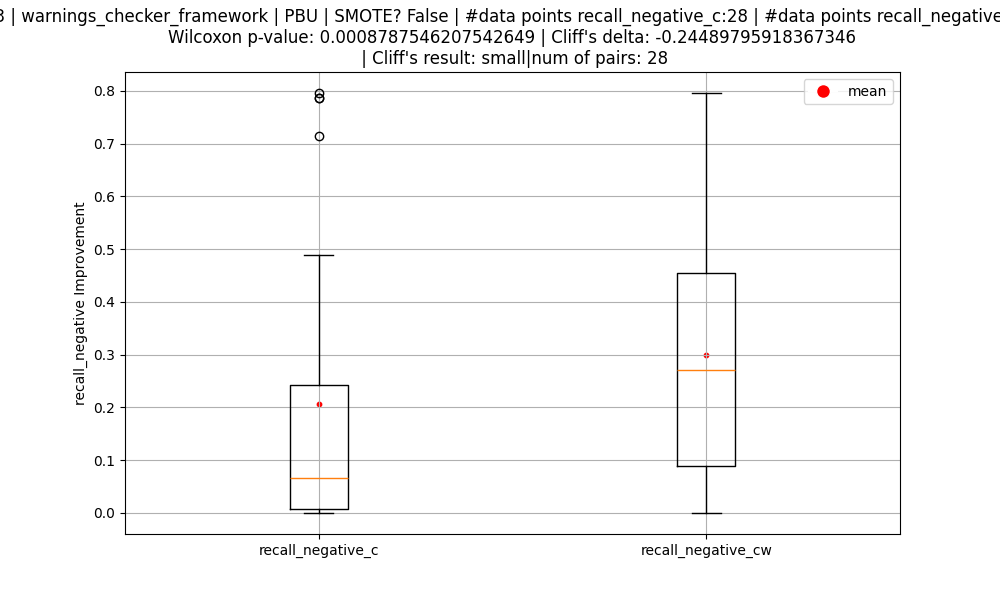 | warnings_checker_framework | PBU | SMOTE? False | #data points recall_negative_c:28 | #data points
Wilcoxon p-value: 0.0008787546207542649 | Cliff's delta: -0.24489795918367346
| Cliff's result: small|num of pairs: 28
mean
0.8
0.7
0.6
0.5
0.4
0.3
0.2
0.1
0.0
recall_negative Improvement
recall_negative_c
recall_negative_cw